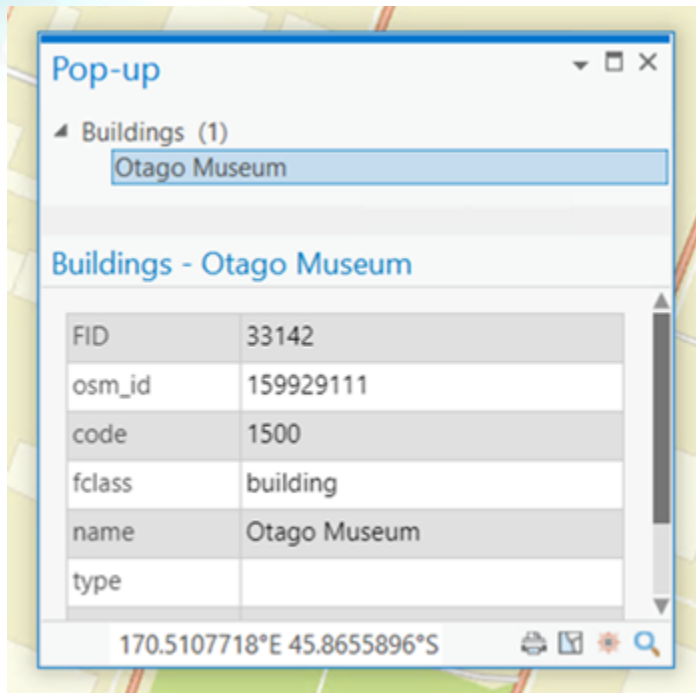 Pop-up
Buildings (1)
Otago Museum
Buildings - Otago Museum
FID 33142
osm_id 159929111
code 1500
fclass building
name Otago Museum
type
170.5107718°E 45.8655896°S